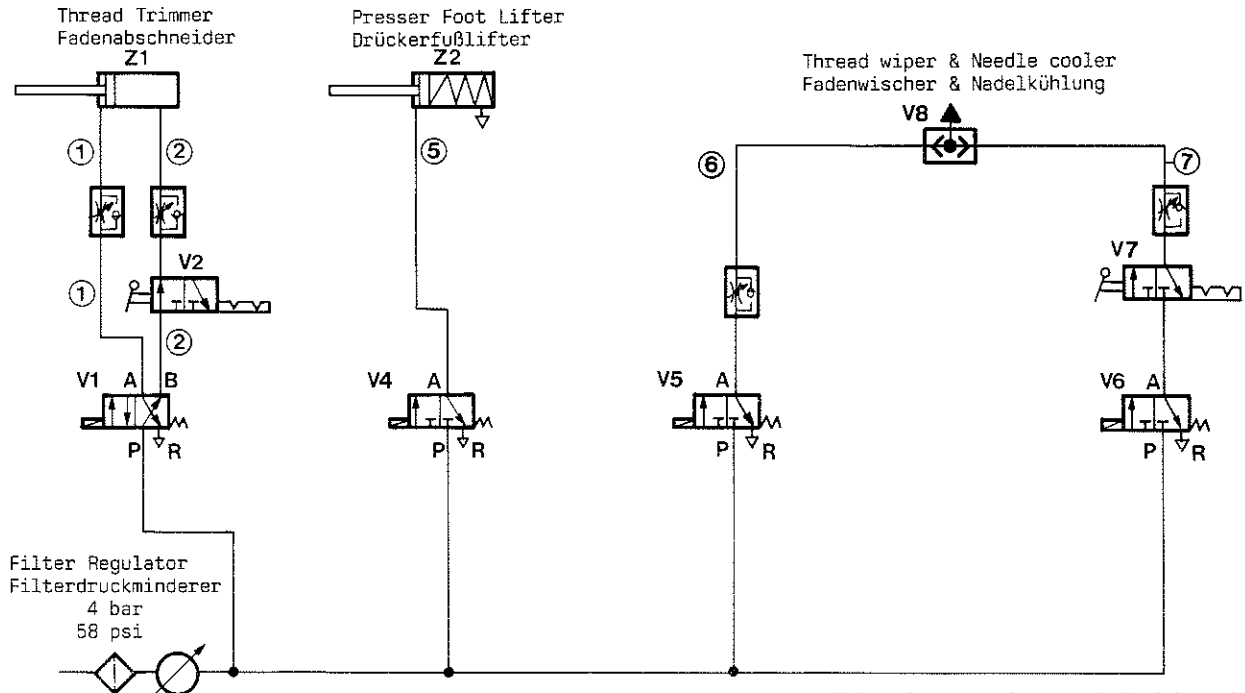 Thread Trimmer
Fadenabschneider
Z1
Presser Foot Lifter
Drückerfußlifter
Z2
Thread wiper & Needle cooler
Fadenwischer & Nadelkühlung
V8
1
2
5
6
7
V2
V7
1
2
V1 A B
V4 A
V5 A
V6 A
P R
P R
P R
P R
Filter Regulator
Filterdruckminderer
4 bar
58 psi